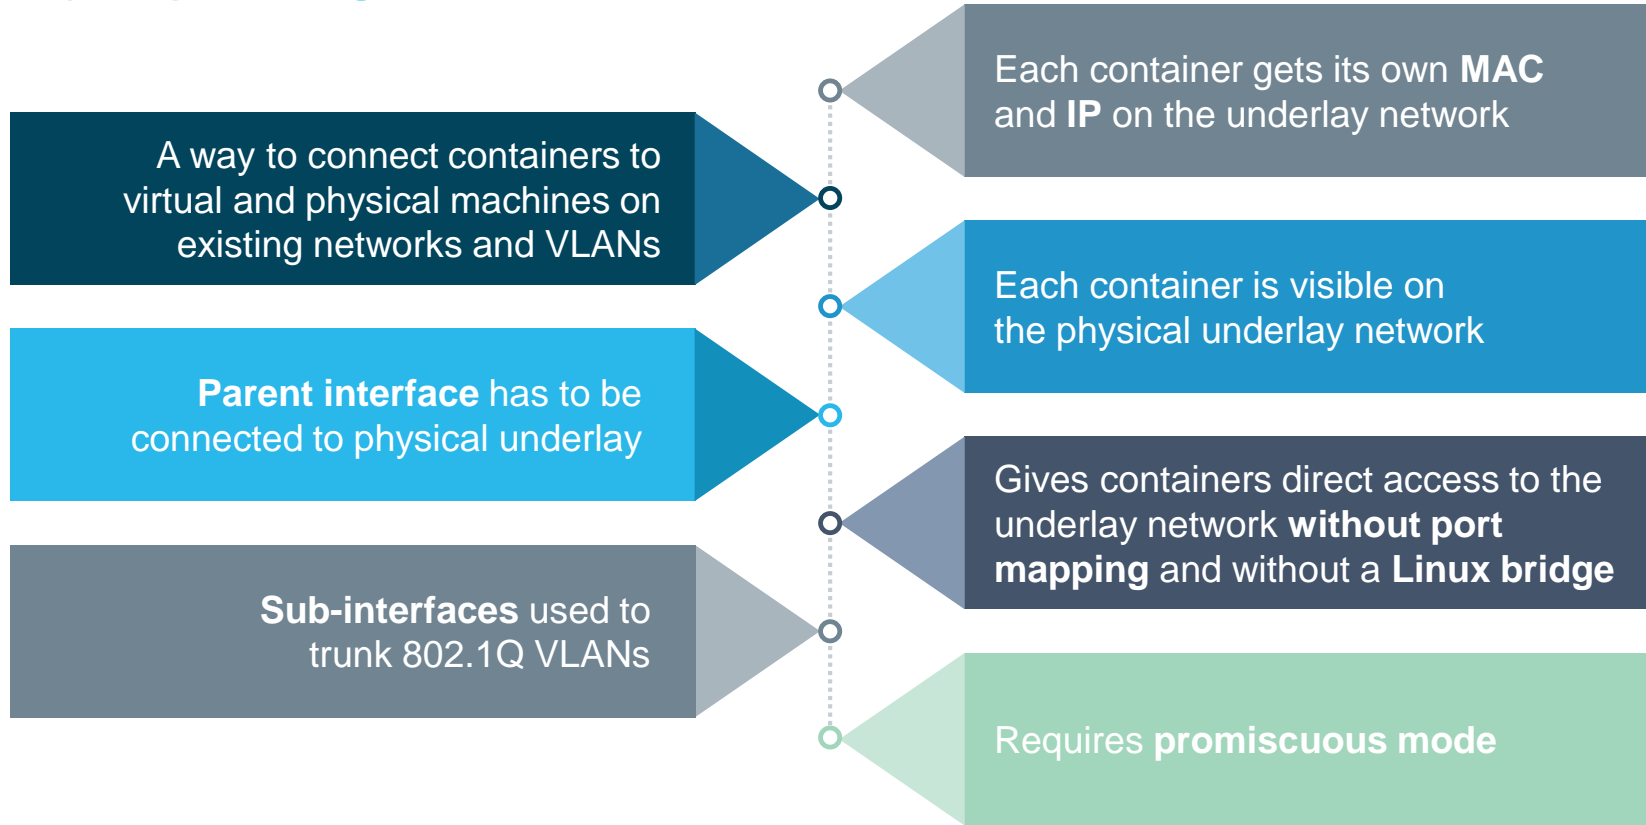 Each container gets its own MAC
and IP on the underlay network
A way to connect containers to
virtual and physical machines on
existing networks and VLANs
Each container is visible on
the physical underlay network
Parent interface has to be
connected to physical underlay
Gives containers direct access to the
underlay network without port
mapping and without a Linux bridge
Sub-interfaces used to
trunk 802.1Q VLANs
Requires promiscuous mode